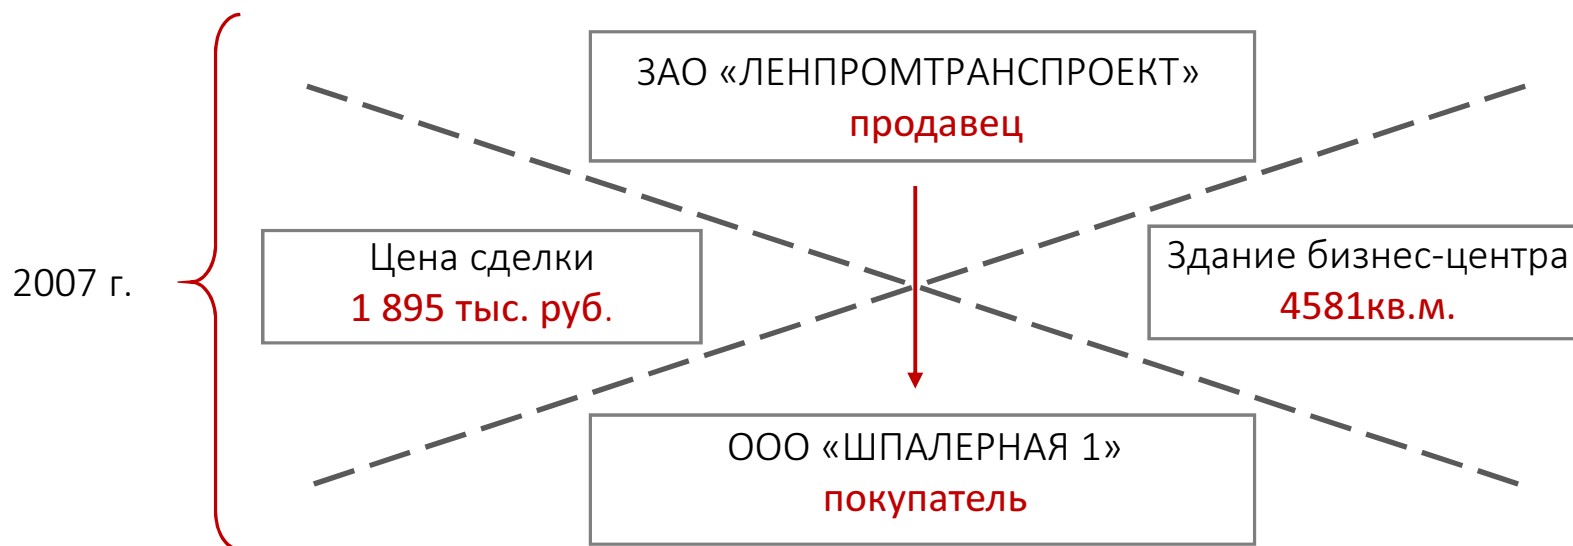 ЗАО «ЛЕНПРОМТРАНСПРОЕКТ»
продавец
2007 г.
Цена сделки
1 895 тыс. руб.
Здание бизнес-центра
4581кв.м.
ООО «ШПАЛЕРНАЯ 1»
покупатель